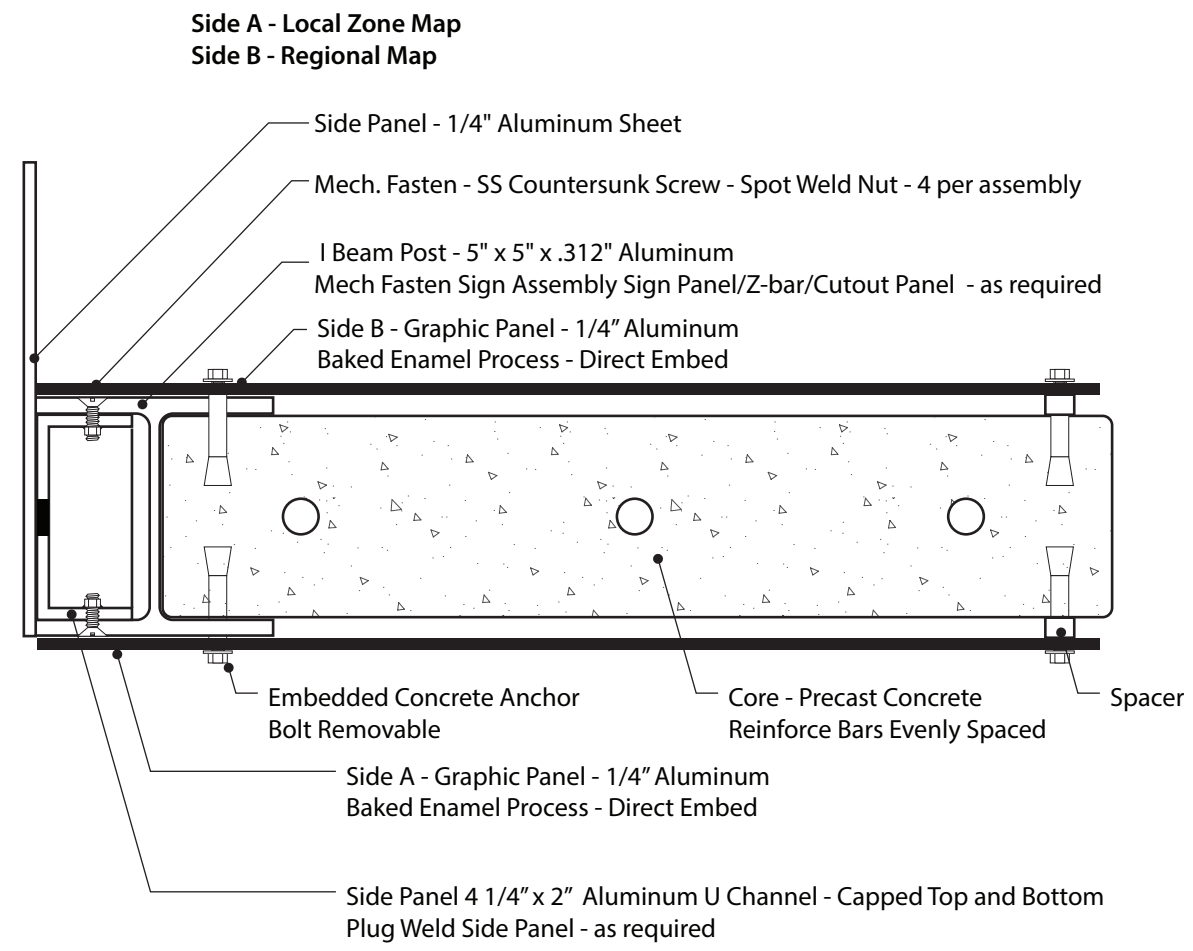 Side A - Local Zone Map
Side B - Regional Map
Side Panel - 1/4" Aluminum Sheet
Mech. Fasten - SS Countersunk Screw - Spot Weld Nut - 4 per assembly
I Beam Post - 5" x 5" x .312" Aluminum
Mech Fasten Sign Assembly Sign Panel/Z-bar/Cutout Panel - as required
Side B - Graphic Panel - 1/4” Aluminum
Baked Enamel Process - Direct Embed
Embedded Concrete Anchor
Bolt Removable
Core - Precast Concrete
Reinforce Bars Evenly Spaced
Spacer
Side A - Graphic Panel - 1/4” Aluminum
Baked Enamel Process - Direct Embed
Side Panel 4 1/4” x 2” Aluminum U Channel - Capped Top and Bottom
Plug Weld Side Panel - as required